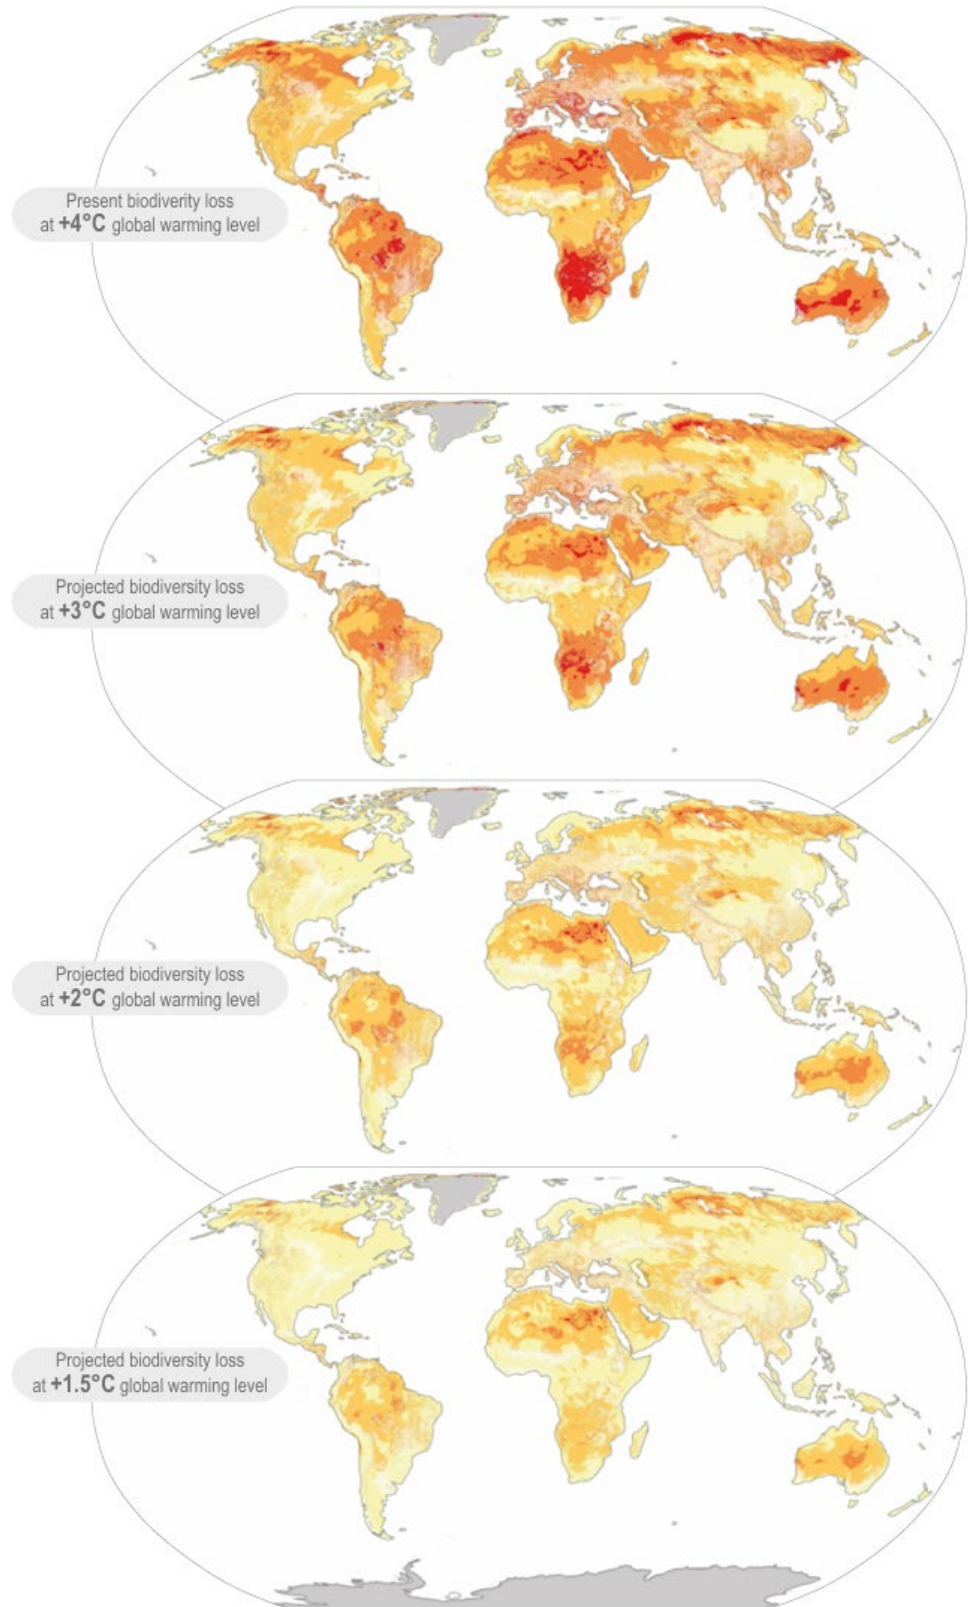 Present biodiverity loss
at +4°C global warming level
Projected biodiversity loss
at +3°C global warming level
Projected biodiversity loss
at +2°C global warming level
Projected biodiversity loss
at +1.5°C global warming level